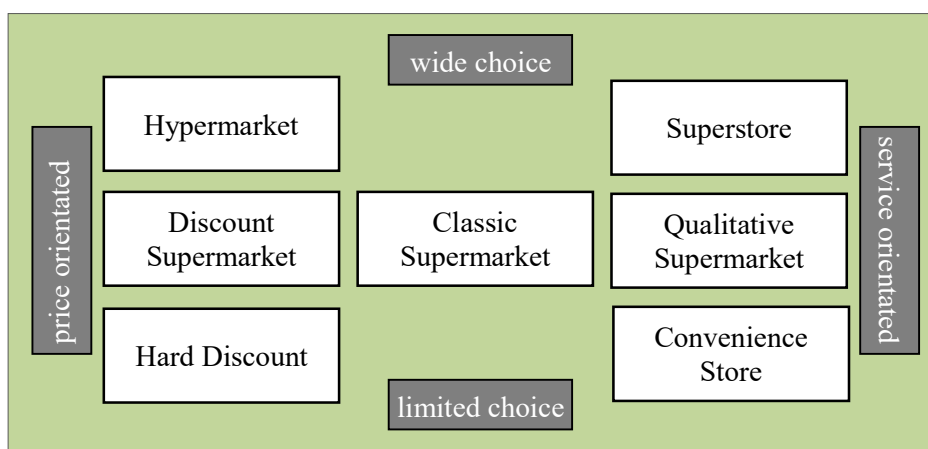 wide choice
Hypermarket
Superstore
price orientated
service orientated
Discount
Supermarket
Classic
Supermarket
Qualitative
Supermarket
Hard Discount
Convenience
Store
limited choice